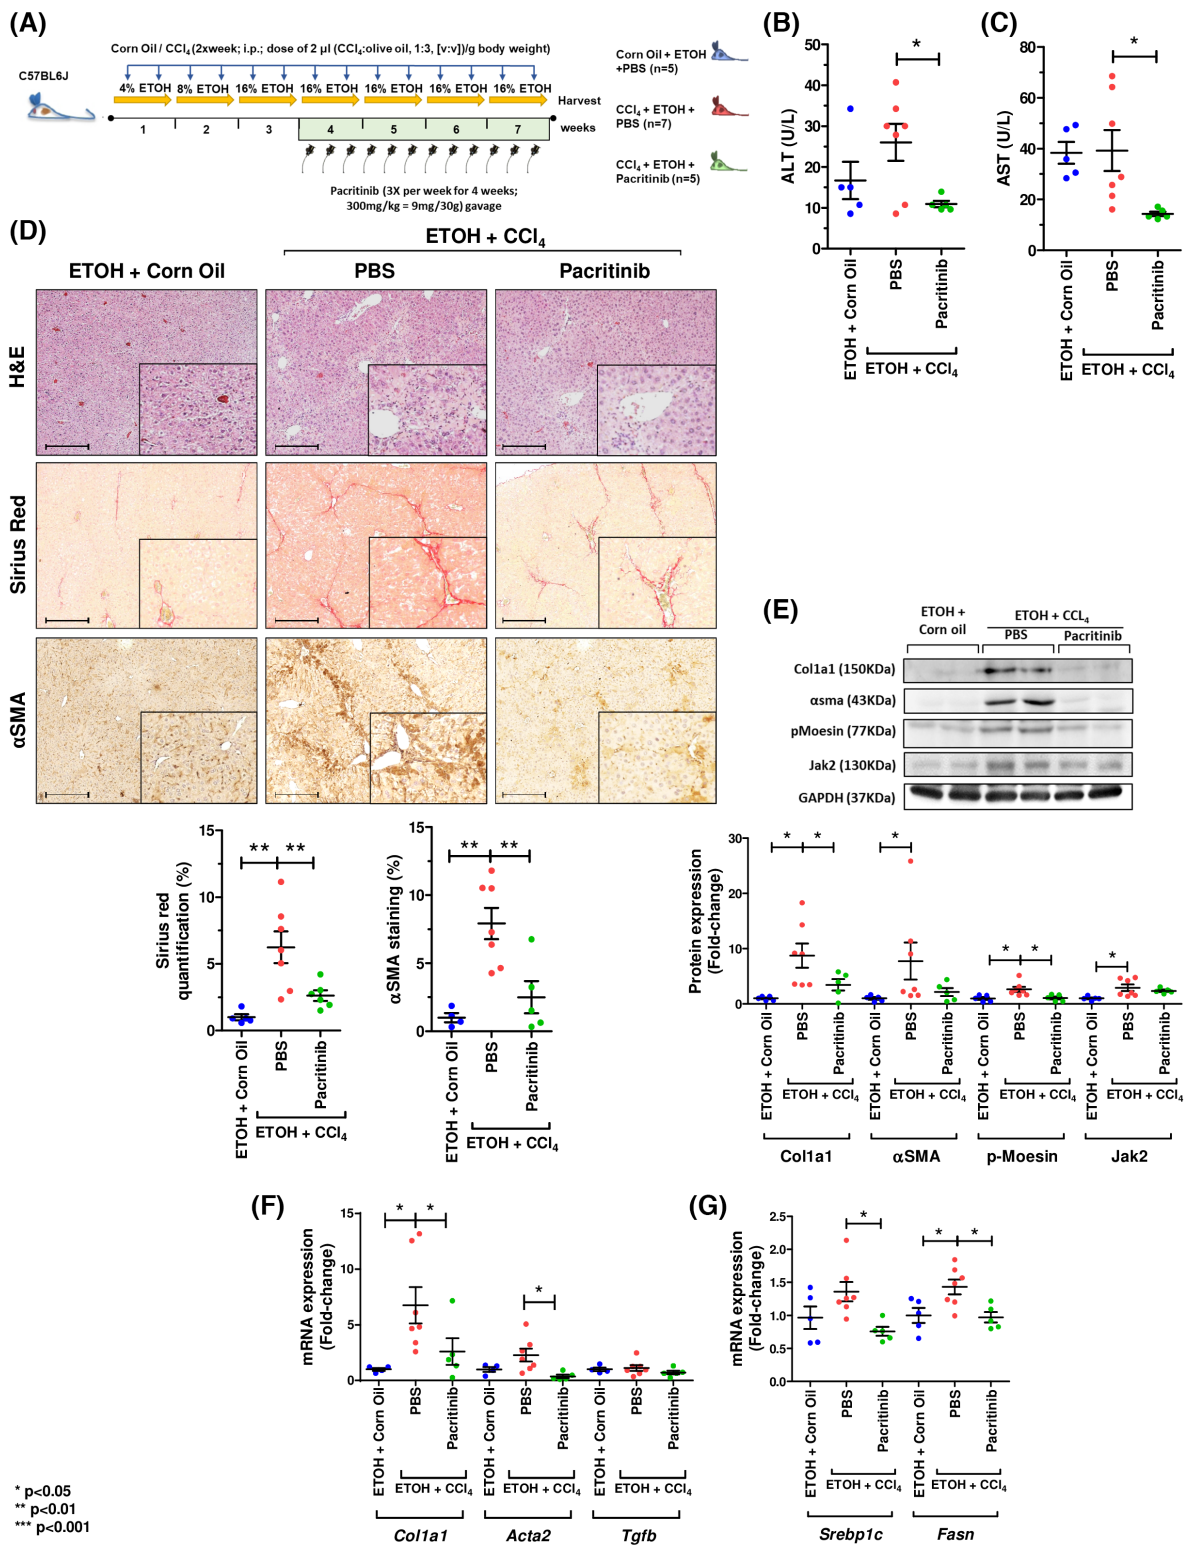 (A)
Corn Oil / CCl₄ (2xweek; i.p.; dose of 2 µl (CCl₄:olive oil, 1:3, [v:v])/g body weight)
C57BL6J
4% ETOH 8% ETOH 16% ETOH 16% ETOH 16% ETOH 16% ETOH 16% ETOH
Harvest
1 2 3 4 5 6 7 weeks
Pacritinib (3X per week for 4 weeks;
300mg/kg = 9mg/30g) gavage
Corn Oil + ETOH
+PBS (n=5)
CCl₄ + ETOH +
PBS (n=7)
CCl₄ + ETOH +
Pacritinib (n=5)
(B)
ALT (U/L)
50
40
30
20
10
0
*
ETOH + Corn Oil
PBS
Pacritinib
ETOH + CCl₄
(C)
AST (U/L)
80
60
40
20
0
*
ETOH + Corn Oil
PBS
Pacritinib
ETOH + CCl₄
(D)
ETOH + CCl₄
ETOH + Corn Oil PBS Pacritinib
H&E
Sirius Red
αSMA
Sirius red
quantification (%)
15
10
5
0
** **
ETOH + Corn Oil
PBS
Pacritinib
ETOH + CCl₄
αSMA staining (%)
15
10
5
0
** **
ETOH + Corn Oil
PBS
Pacritinib
ETOH + CCl₄
(E)
ETOH +
Corn oil
ETOH + CCL₄
PBS Pacritinib
Col1a1 (150KDa)
αsma (43KDa)
pMoesin (77KDa)
Jak2 (130KDa)
GAPDH (37KDa)
Protein expression
(Fold-change)
30
20
10
0
* * * * * *
ETOH + Corn Oil
PBS
Pacritinib
ETOH + CCl₄
Col1a1
ETOH + Corn Oil
PBS
Pacritinib
ETOH + CCl₄
αSMA
ETOH + Corn Oil
PBS
Pacritinib
ETOH + CCl₄
p-Moesin
ETOH + Corn Oil
PBS
Pacritinib
ETOH + CCl₄
Jak2
(F)
mRNA expression
(Fold-change)
15
10
5
0
* * *
ETOH + Corn Oil
PBS
Pacritinib
ETOH + CCl₄
Col1a1
ETOH + Corn Oil
PBS
Pacritinib
ETOH + CCl₄
Acta2
ETOH + Corn Oil
PBS
Pacritinib
ETOH + CCl₄
Tgfb
(G)
mRNA expression
(Fold-change)
2.5
2.0
1.5
1.0
0.5
0.0
* * *
ETOH + Corn Oil
PBS
Pacritinib
ETOH + CCl₄
Srebp1c
ETOH + Corn Oil
PBS
Pacritinib
ETOH + CCl₄
Fasn
* p<0.05
** p<0.01
*** p<0.001